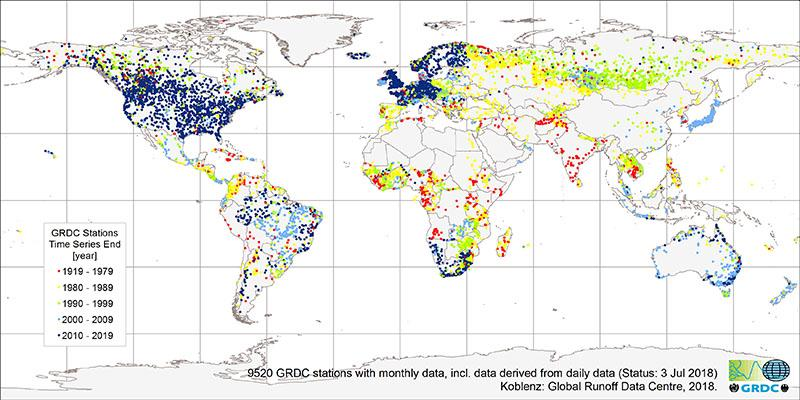 GRDC Stations
Time Series End
[year]
1919 - 1979
1980 - 1989
1990 - 1999
2000 - 2009
2010 - 2019
9520 GRDC stations with monthly data, incl. data derived from daily data (Status: 3 Jul 2018)
Koblenz: Global Runoff Data Centre, 2018.
GRDC